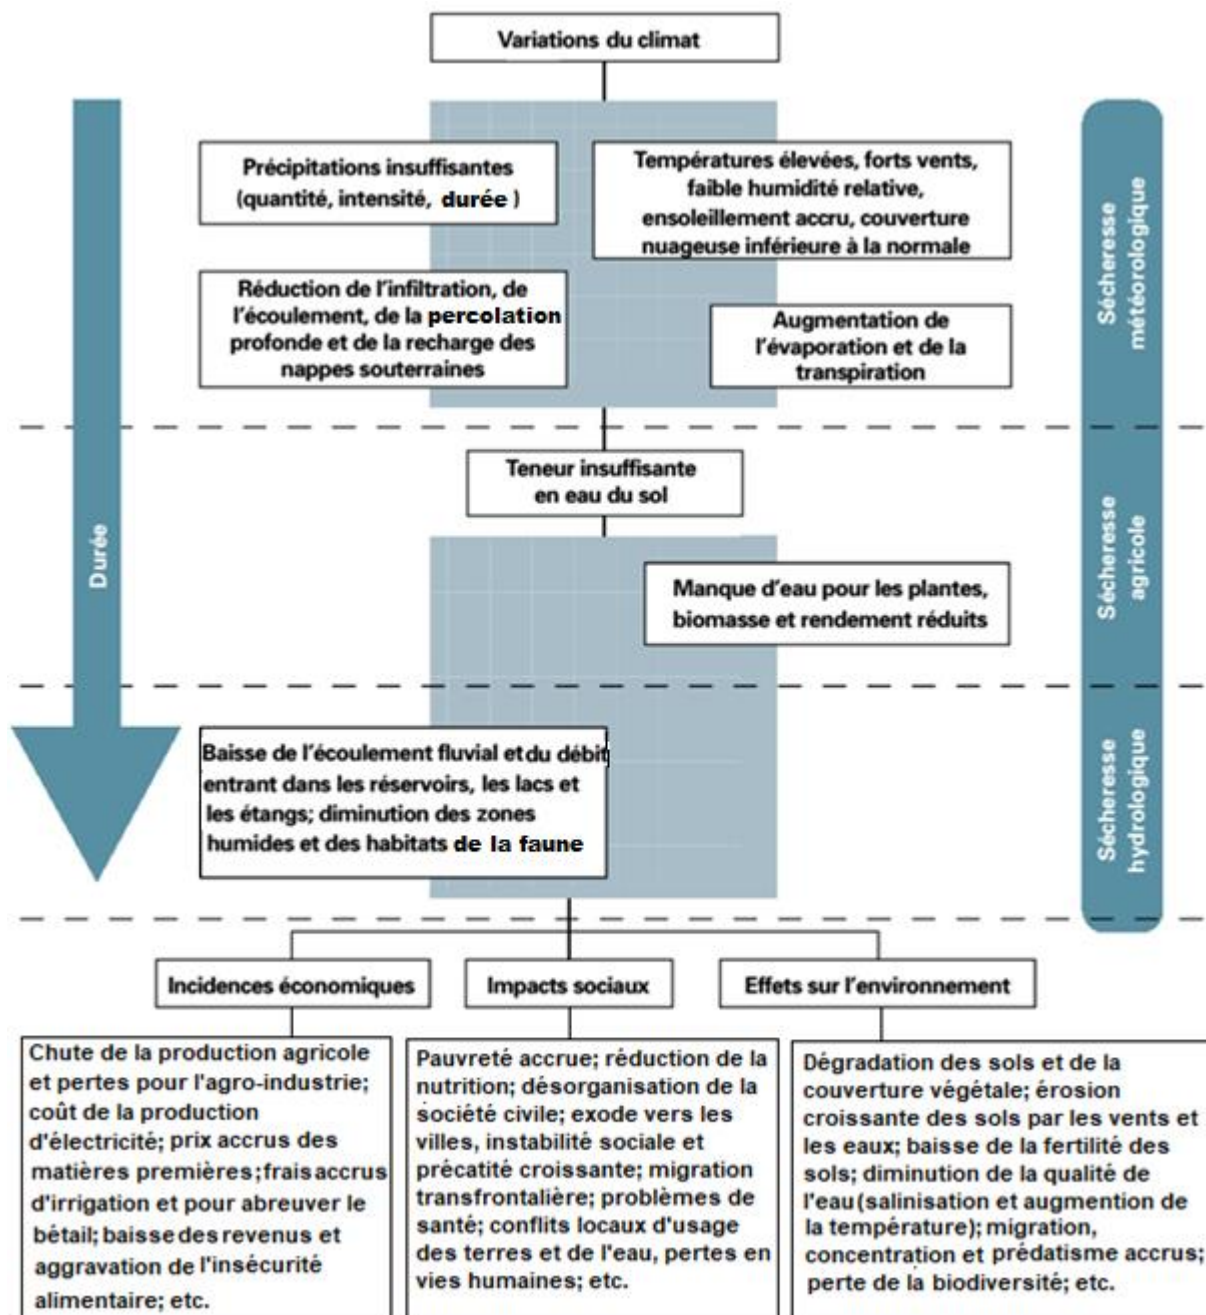 Variations du climat
Précipitations insuffisantes
(quantité, intensité, durée )
Températures élevées, forts vents,
faible humidité relative,
ensoleillement accru, couverture
nuageuse inférieure à la normale
Réduction de l'infiltration, de
l'écoulement, de la percolation
profonde et de la recharge des
nappes souterraines
Augmentation de
l'évaporation et de la
transpiration
Sécheresse
météorologique
Durée
Teneur insuffisante
en eau du sol
Manque d'eau pour les plantes,
biomasse et rendement réduits
Sécheresse
agricole
Baisse de l'écoulement fluvial et du débit
entrant dans les réservoirs, les lacs et
les étangs; diminution des zones
humides et des habitats de la faune
Sécheresse
hydrologique
Incidences économiques
Impacts sociaux
Effets sur l'environnement
Chute de la production agricole
et pertes pour l'agro-industrie;
coût de la production
d'électricité; prix accrus des
matières premières; frais accrus
d'irrigation et pour abreuver le
bétail; baisse des revenus et
aggravation de l'insécurité
alimentaire; etc.
Pauvreté accrue; réduction de la
nutrition; désorganisation de la
société civile; exode vers les
villes, instabilité sociale et
précatité croissante; migration
transfrontalière; problèmes de
santé; conflits locaux d'usage
des terres et de l'eau, pertes en
vies humaines; etc.
Dégradation des sols et de la
couverture végétale; érosion
croissante des sols par les vents et
les eaux; baisse de la fertilité des
sols; diminution de la qualité de
l'eau (salinisation et augmention de
la température); migration,
concentration et prédatisme accrus;
perte de la biodiversité; etc.